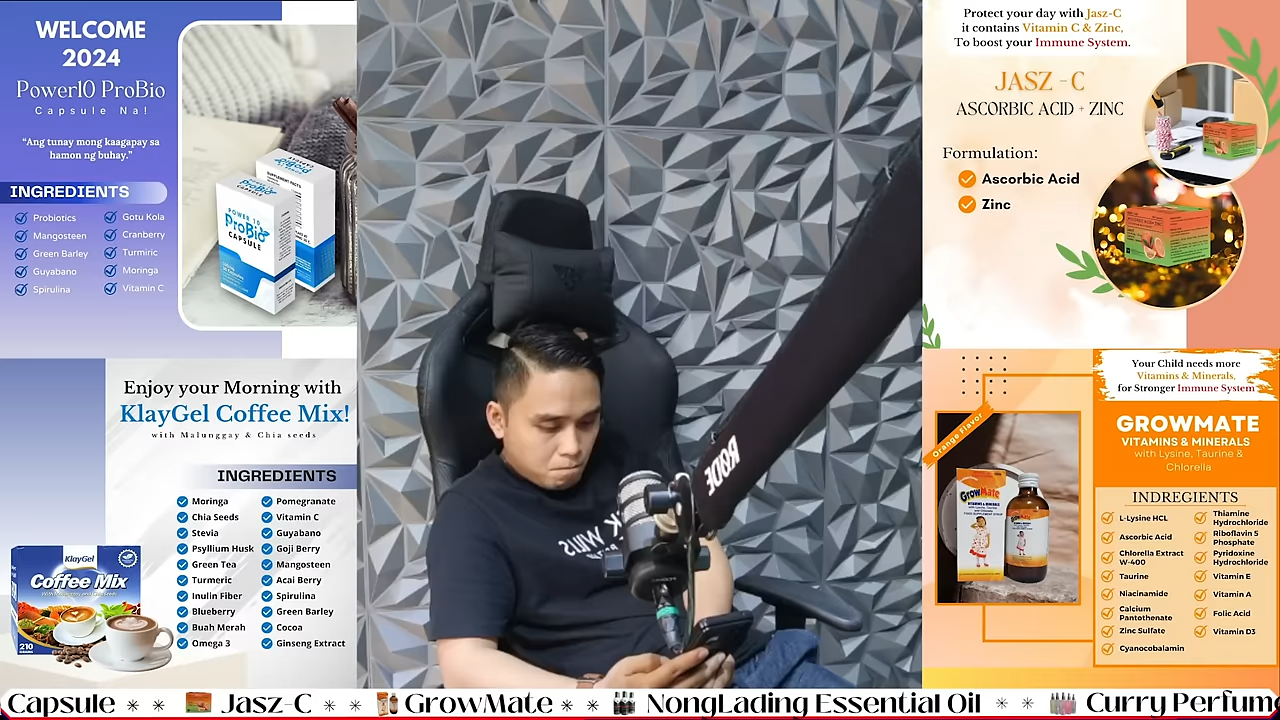 WELCOME
2024
Power10 ProBio
Capsule Na!
“Ang tunay mong kaagapay sa
hamon ng buhay.”
INGREDIENTS
Probiotics
Mangosteen
Green Barley
Guyabano
Spirulina
Gotu Kola
Cranberry
Turmiric
Moringa
Vitamin C
POWER 10
ProBio
CAPSULE
Enjoy your Morning with
KlayGel Coffee Mix!
with Malunggay & Chia seeds
INGREDIENTS
Moringa
Chia Seeds
Stevia
Psyllium Husk
Green Tea
Turmeric
Inulin Fiber
Blueberry
Buah Merah
Omega 3
Pomegranate
Vitamin C
Guyabano
Goji Berry
Mangosteen
Acai Berry
Spirulina
Green Barley
Cocoa
Ginseng Extract
KlayGel
Coffee Mix
210
RØDE
Protect your day with Jasz-C
it contains Vitamin C & Zinc,
To boost your Immune System.
JASZ - C
ASCORBIC ACID + ZINC
Formulation:
Ascorbic Acid
Zinc
Your Child needs more
Vitamins & Minerals,
for Stronger Immune System
Orange Flavor
GROWMATE
VITAMINS & MINERALS
with Lysine, Taurine &
Chlorella
GrowMate
INDREGIENTS
L-Lysine HCL
Ascorbic Acid
Chlorella Extract
W-400
Taurine
Niacinamide
Calcium
Pantothenate
Zinc Sulfate
Cyanocobalamin
Thiamine
Hydrochloride
Riboflavin 5
Phosphate
Pyridoxine
Hydrochloride
Vitamin E
Vitamin A
Folic Acid
Vitamin D3
Capsule * * Jasz-C * * GrowMate * * NongLading Essential Oil * * Curry Perfume